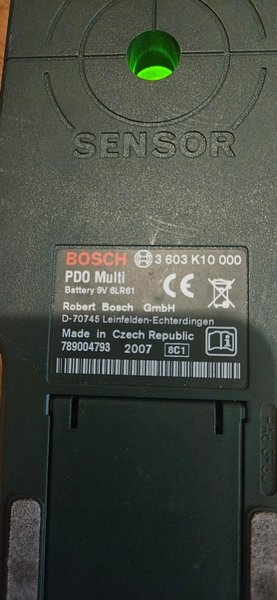 SENSOR
BOSCH 3 603 K10 000
PDO Multi
Battery 9V 6LR61
Robert Bosch GmbH
D-70745 Leinfelden-Echterdingen
Made in Czech Republic
789004793 2007 8C1